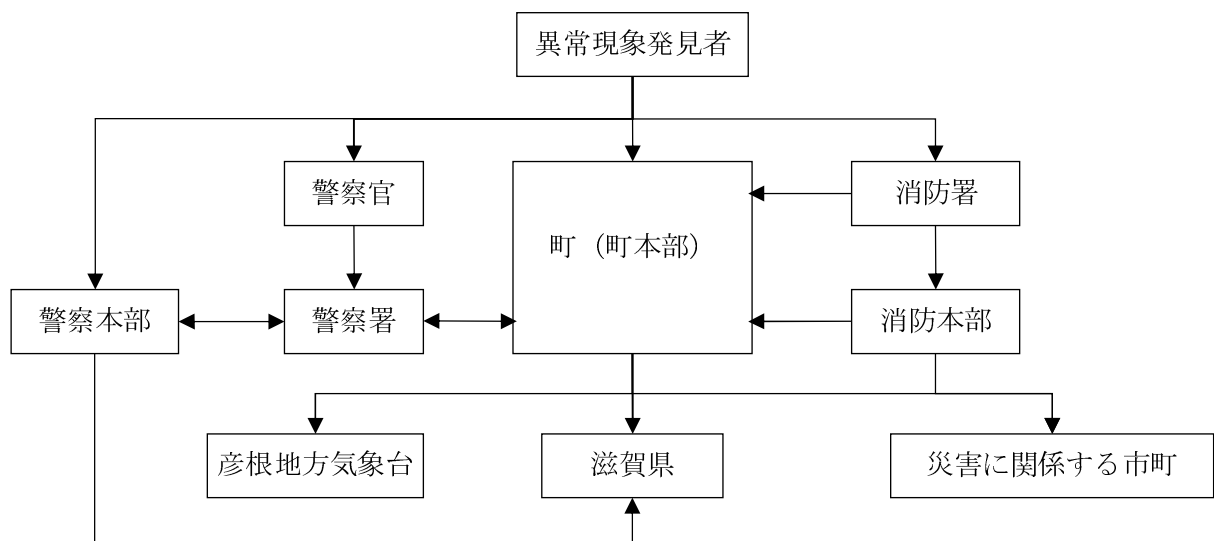 異常現象発見者
警察官
消防署
町（町本部）
警察本部
警察署
消防本部
彦根地方気象台
滋賀県
災害に関係する市町